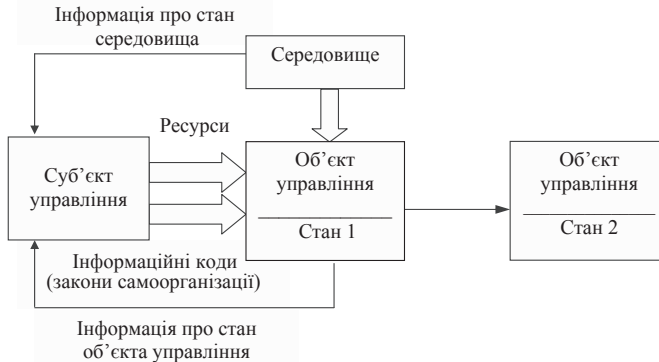 Інформація про стан
середовища
Середовище
Ресурси
Суб’єкт
управління
Об’єкт
управління
Стан 1
Об’єкт
управління
Стан 2
Інформаційні коди
(закони самоорганізації)
Інформація про стан
об’єкта управління